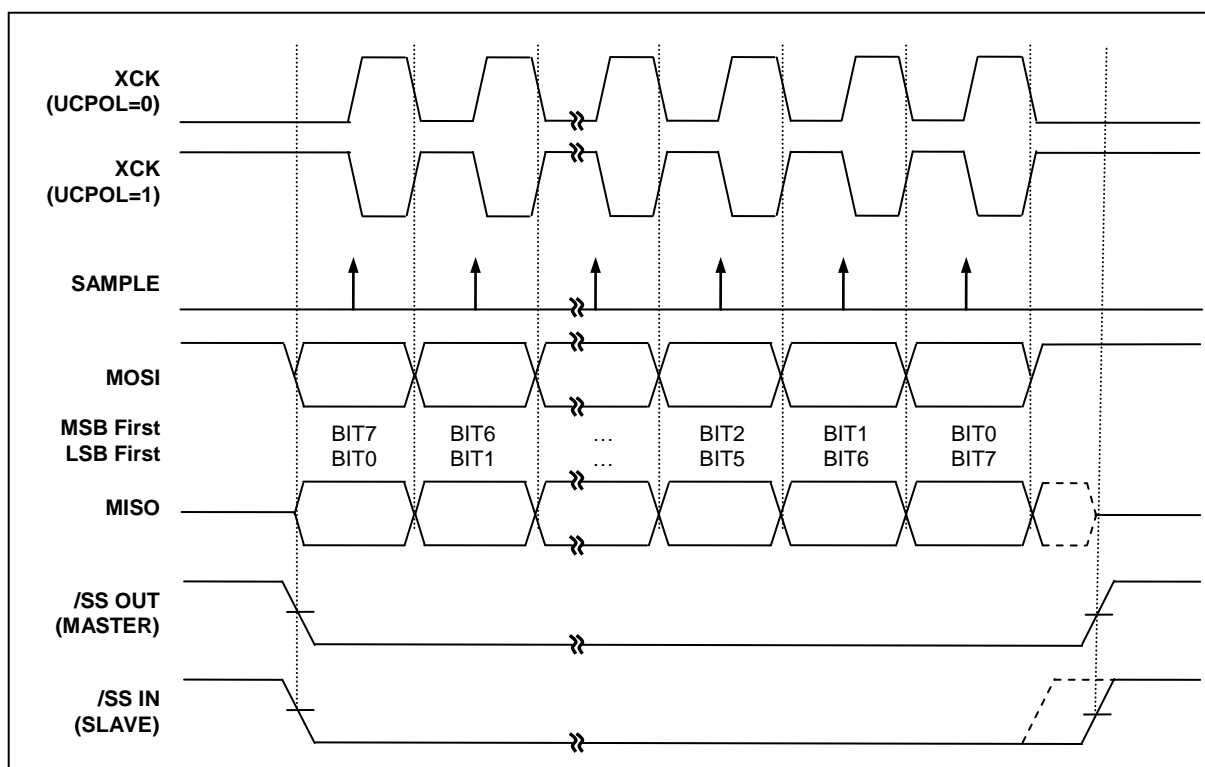 XCK
(UCPOL=0)
XCK
(UCPOL=1)
SAMPLE
MOSI
MSB First BIT7 BIT6 … BIT2 BIT1 BIT0
LSB First BIT0 BIT1 … BIT5 BIT6 BIT7
MISO
/SS OUT
(MASTER)
/SS IN
(SLAVE)